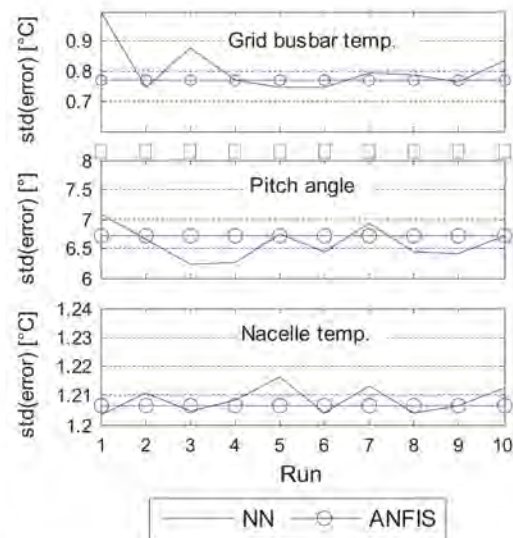 std(error) [°C]
0.9
0.8
0.7
Grid busbar temp.
std(error) [°]
8
7.5
7
6.5
6
Pitch angle
std(error) [°C]
1.24
1.23
1.22
1.21
1.2
Nacelle temp.
1 2 3 4 5 6 7 8 9 10
Run
NN ANFIS